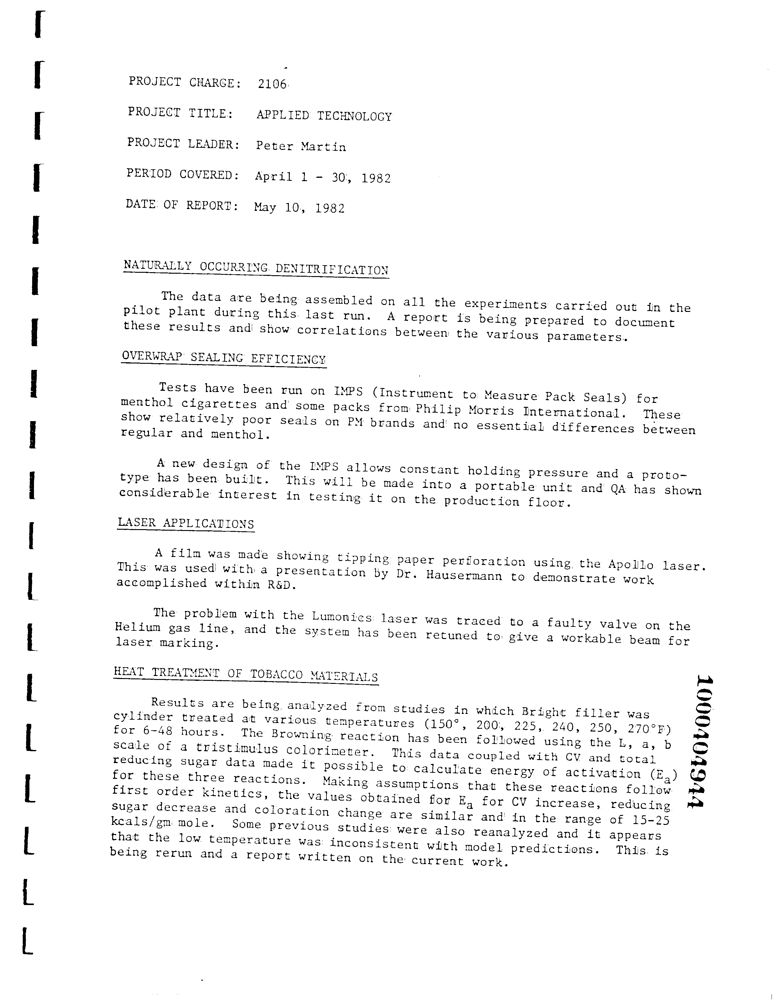 PROJECT CHARGE: 2106
PROJECT TITLE: APPLIED TECHNOLOGY
PROJECT LEADER: Peter Martin
PERIOD COVERED: April 1 - 30, 1982
DATE OF REPORT: May 10, 1982
NATURALLY OCCURRING DENITRIFICATION
The data are being assembled on all the experiments carried out in the
pilot plant during this last run. A report is being prepared to document
these results and show correlations between the various parameters.
OVERWRAP SEALING EFFICIENCY
Tests have been run on IMPS (Instrument to Measure Pack Seals) for
menthol cigarettes and some packs from Philip Morris International. These
show relatively poor seals on PM brands and no essential differences between
regular and menthol.
A new design of the IMPS allows constant holding pressure and a proto-
type has been built. This will be made into a portable unit and QA has shown
considerable interest in testing it on the production floor.
LASER APPLICATIONS
A film was made showing tipping paper perforation using the Apollo laser.
This was used with a presentation by Dr. Hausermann to demonstrate work
accomplished within R&D.
The problem with the Lumonics laser was traced to a faulty valve on the
Helium gas line, and the system has been retuned to give a workable beam for
laser marking.
HEAT TREATMENT OF TOBACCO MATERIALS
Results are being analyzed from studies in which Bright filler was
cylinder treated at various temperatures (150°, 200, 225, 240, 250, 270°F)
for 6-48 hours. The Browning reaction has been followed using the L, a, b
scale of a tristimulus colorimeter. This data coupled with CV and total
reducing sugar data made it possible to calculate energy of activation (Ea)
for these three reactions. Making assumptions that these reactions follow
first order kinetics, the values obtained for Ea for CV increase, reducing
sugar decrease and coloration change are similar and in the range of 15-25
kcals/gm mole. Some previous studies were also reanalyzed and it appears
that the low temperature was inconsistent with model predictions. This is
being rerun and a report written on the current work.
1000404944